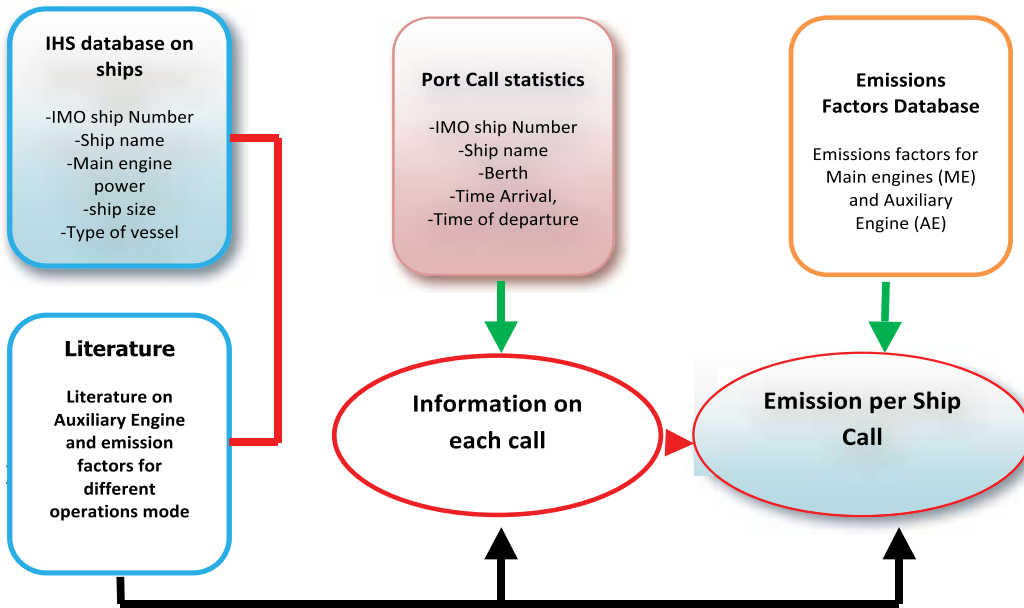 IHS database on
ships
-IMO ship Number
-Ship name
-Main engine
power
-ship size
-Type of vessel
Port Call statistics
-IMO ship Number
-Ship name
-Berth
-Time Arrival,
-Time of departure
Emissions
Factors Database
Emissions factors for
Main engines (ME)
and Auxiliary
Engine (AE)
Literature
Literature on
Auxiliary Engine
and emission
factors for
different
operations mode
Information on
each call
Emission per Ship
Call